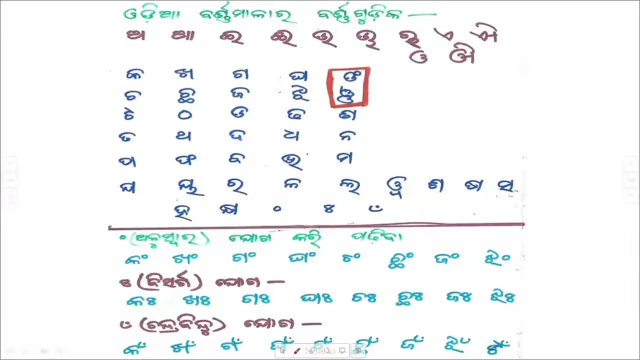 ଓଡ଼ିଆ ବର୍ଣ୍ଣମାଳାର ବର୍ଣ୍ଣଗୁଡ଼ିକ —
ଅ ଆ ଇ ଈ ଉ ଊ ଋ ଏ ଐ
ଓ ଔ
କ ଖ ଗ ଘ ଙ
ଚ ଛ ଜ ଝ ଞ
ଟ ଠ ଡ ଢ ଣ
ତ ଥ ଦ ଧ ନ
ପ ଫ ବ ଭ ମ
ଯ ୟ ର ଳ ଲ ୱ ଶ ଷ ସ
ହ କ୍ଷ ଂ ଃ ଁ
ଂ (ଅନୁସ୍ୱାର) ଯୋଗ କରି ପଢ଼ିବା
କଂ ଖଂ ଗଂ ଘଂ ଚଂ ଛଂ ଜଂ ଝଂ
ଃ (ବିସର୍ଗ) ଯୋଗ —
କଃ ଖଃ ଗଃ ଘଃ ଚଃ ଛଃ ଜଃ ଝଃ
ଁ (ଚନ୍ଦ୍ରବିନ୍ଦୁ) ଯୋଗ —
କଁ ଖଁ ଗଁ